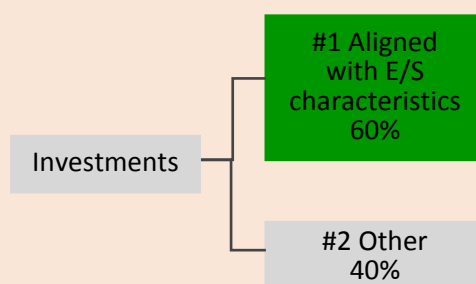 #1 Aligned
with E/S
characteristics
60%
Investments
#2 Other
40%